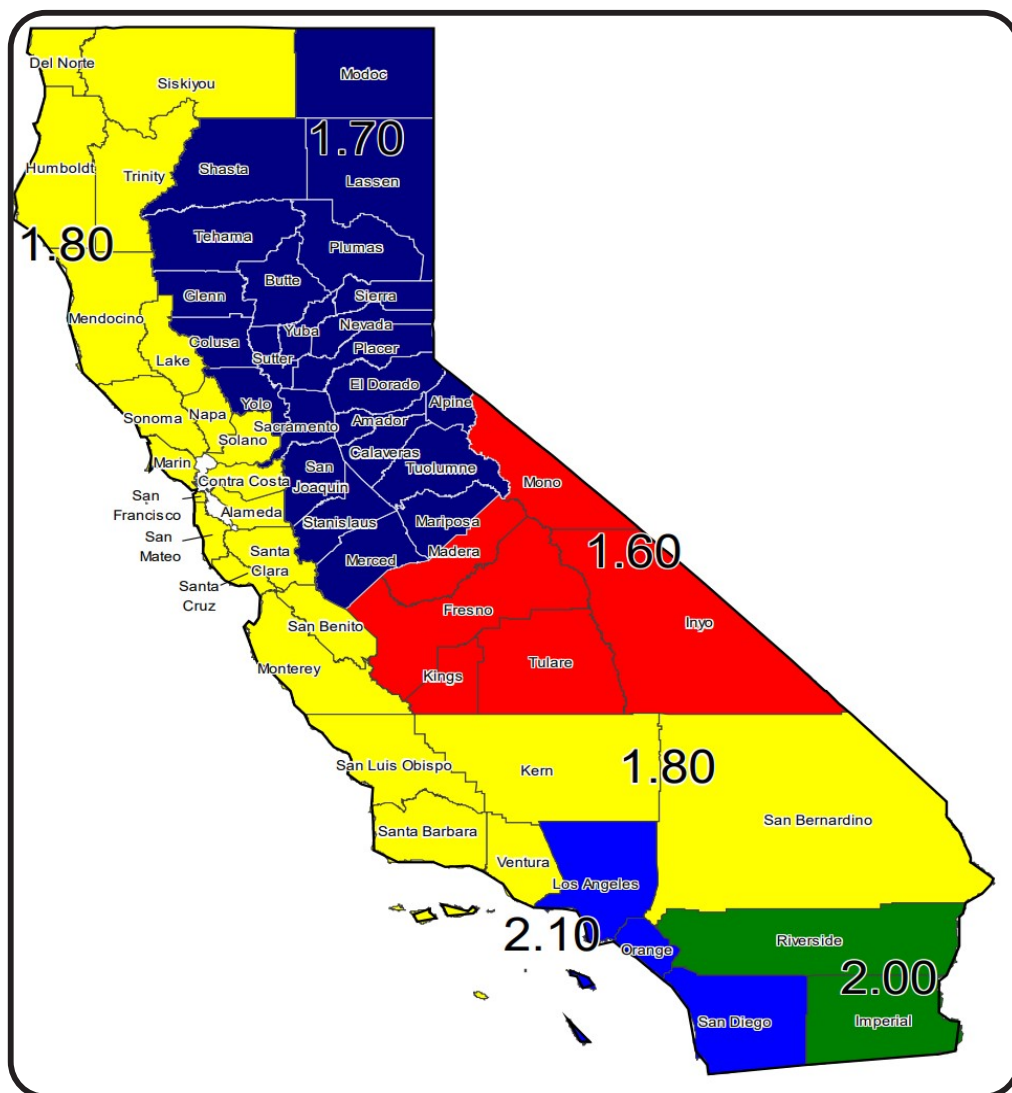 Del Norte
Siskiyou
Modoc
1.70
Humboldt
Trinity
Shasta
Lassen
1.80
Tehama
Plumas
Butte
Glenn
Sierra
Mendocino
Nevada
Yuba
Colusa
Placer
Lake
Sutter
El Dorado
Yolo
Alpine
Sonoma
Napa
Sacramento
Amador
Solano
Calaveras
Marin
San
Joaquin
Tuolumne
Contra Costa
Mono
San
Francisco
Alameda
Stanislaus
Mariposa
San
Mateo
Santa
Clara
Merced
Madera
1.60
Santa
Cruz
Fresno
Inyo
San Benito
Monterey
Kings
Tulare
San Luis Obispo
Kern
1.80
San Bernardino
Santa Barbara
Ventura
Los Angeles
2.10
Orange
Riverside
2.00
San Diego
Imperial